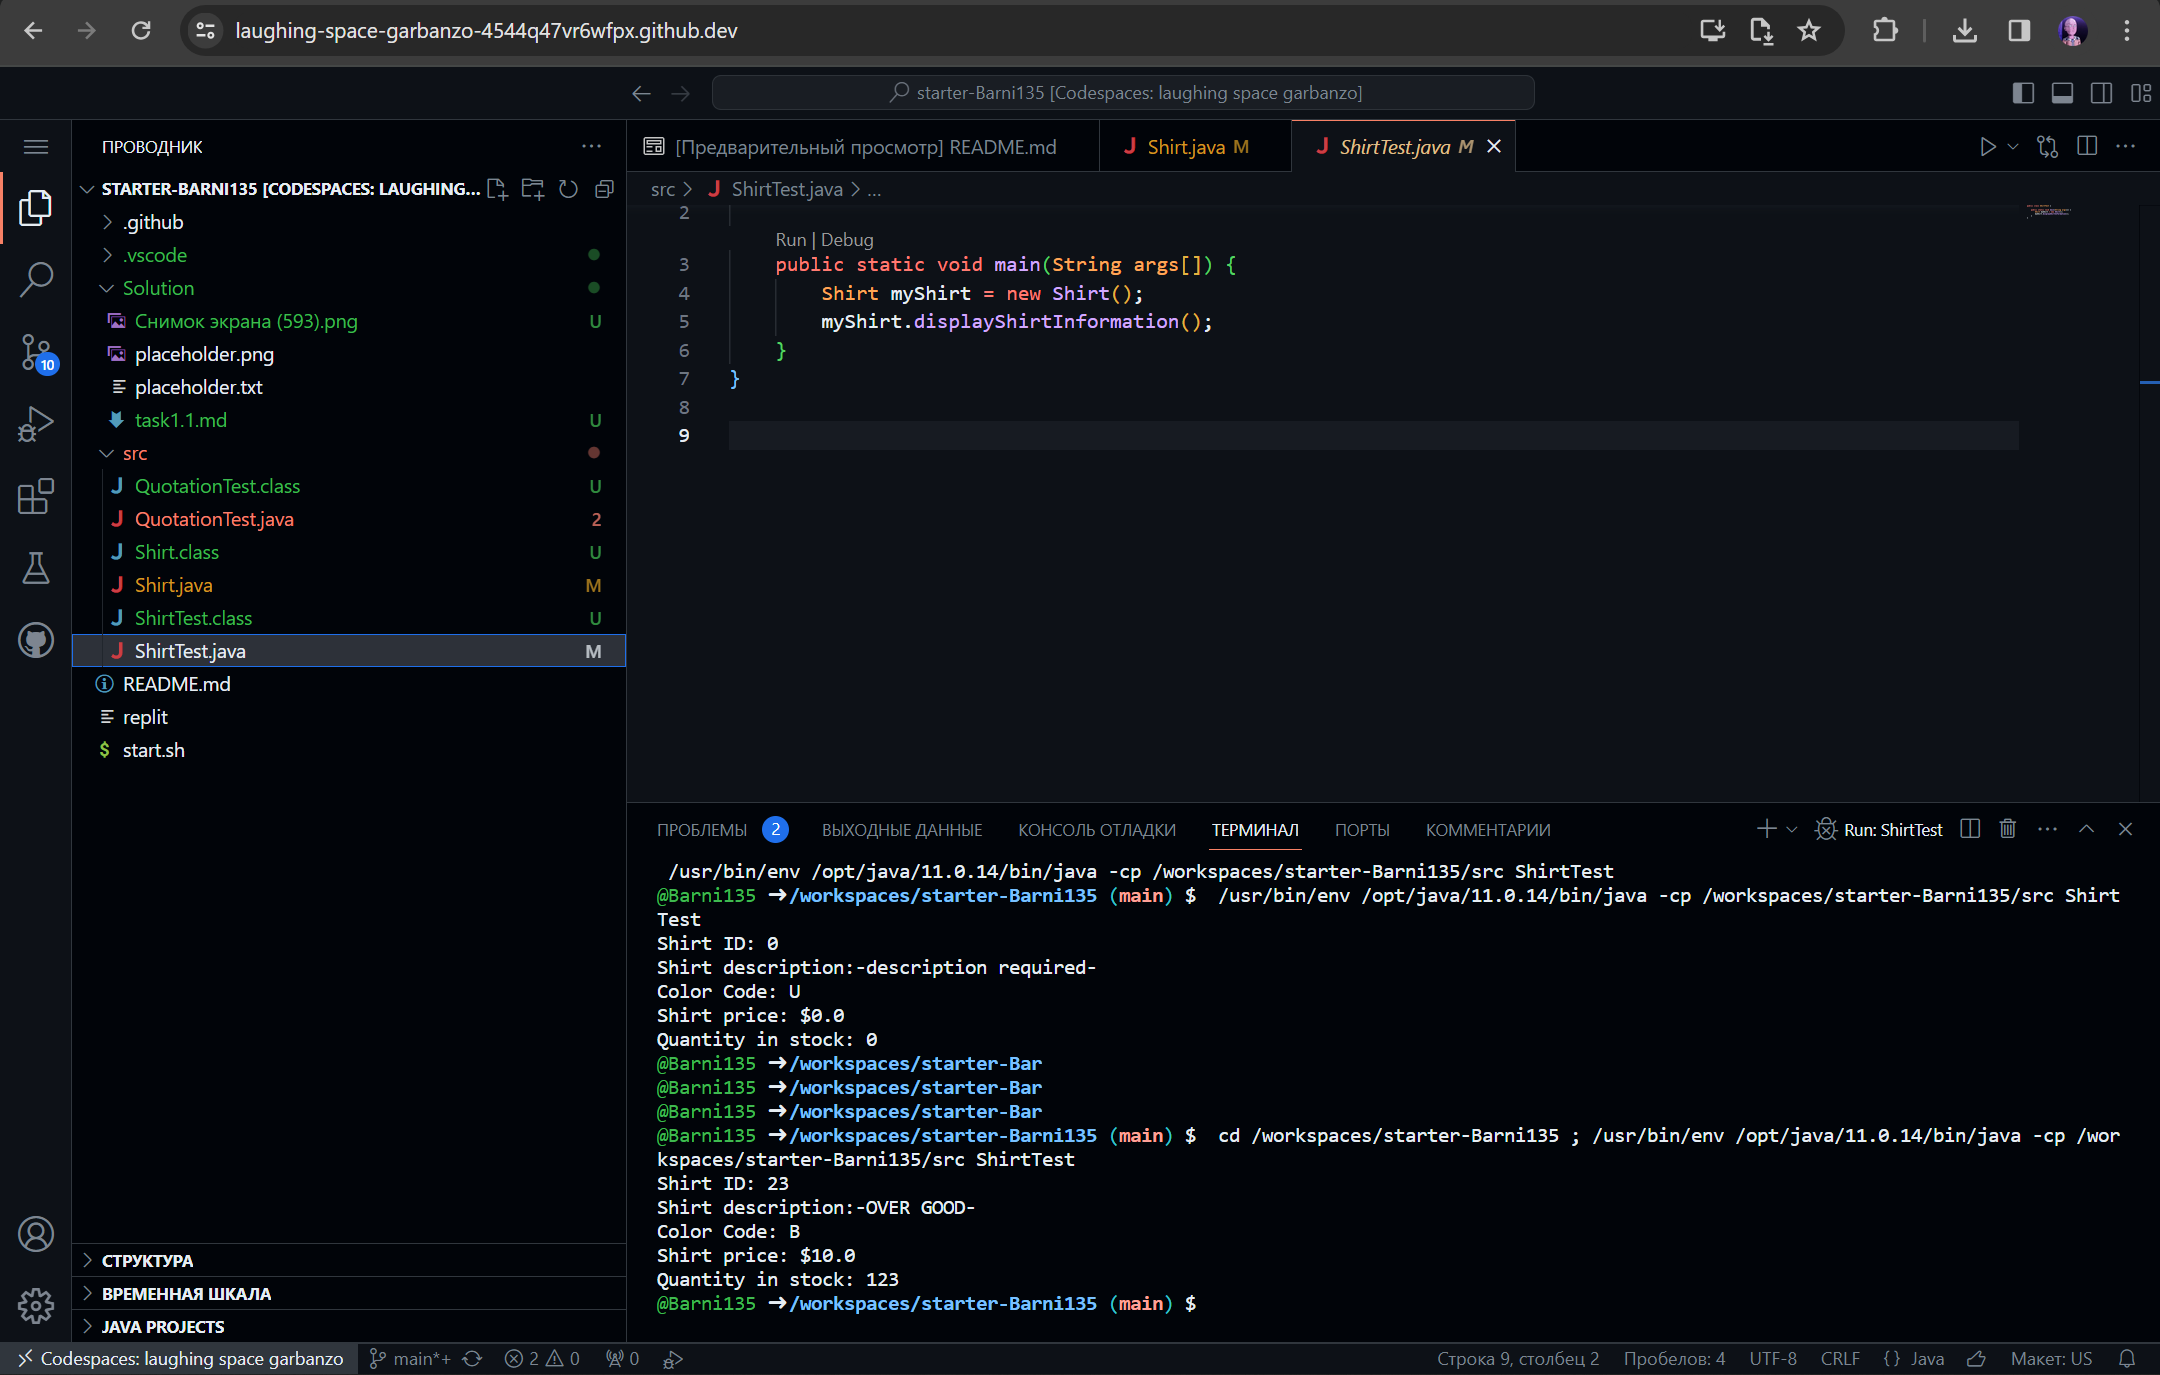 laughing-space-garbanzo-4544q47vr6wfpx.github.dev
starter-Barni135 [Codespaces: laughing space garbanzo]
ПРОВОДНИК
STARTER-BARNI135 [CODESPACES: LAUGHING...
.github
.vscode
Solution
Снимок экрана (593).png U
placeholder.png
placeholder.txt
task1.1.md U
src
QuotationTest.class U
QuotationTest.java 2
Shirt.class U
Shirt.java M
ShirtTest.class U
ShirtTest.java M
README.md
replit
$ start.sh
10
СТРУКТУРА
ВРЕМЕННАЯ ШКАЛА
JAVA PROJECTS
[Предварительный просмотр] README.md
J Shirt.java M
J ShirtTest.java M
src > J ShirtTest.java > ...
2
Run | Debug
3 public static void main(String args[]) {
4 Shirt myShirt = new Shirt();
5 myShirt.displayShirtInformation();
6 }
7 }
8
9
ПРОБЛЕМЫ 2 ВЫХОДНЫЕ ДАННЫЕ КОНСОЛЬ ОТЛАДКИ ТЕРМИНАЛ ПОРТЫ КОММЕНТАРИИ
Run: ShirtTest
/usr/bin/env /opt/java/11.0.14/bin/java -cp /workspaces/starter-Barni135/src ShirtTest
@Barni135 ➜/workspaces/starter-Barni135 (main) $ /usr/bin/env /opt/java/11.0.14/bin/java -cp /workspaces/starter-Barni135/src Shirt
Test
Shirt ID: 0
Shirt description:-description required-
Color Code: U
Shirt price: $0.0
Quantity in stock: 0
@Barni135 ➜/workspaces/starter-Bar
@Barni135 ➜/workspaces/starter-Bar
@Barni135 ➜/workspaces/starter-Bar
@Barni135 ➜/workspaces/starter-Barni135 (main) $ cd /workspaces/starter-Barni135 ; /usr/bin/env /opt/java/11.0.14/bin/java -cp /wor
kspaces/starter-Barni135/src ShirtTest
Shirt ID: 23
Shirt description:-OVER GOOD-
Color Code: B
Shirt price: $10.0
Quantity in stock: 123
@Barni135 ➜/workspaces/starter-Barni135 (main) $
Codespaces: laughing space garbanzo main*+ 2 0 0
Строка 9, столбец 2 Пробелов: 4 UTF-8 CRLF {} Java Макет: US